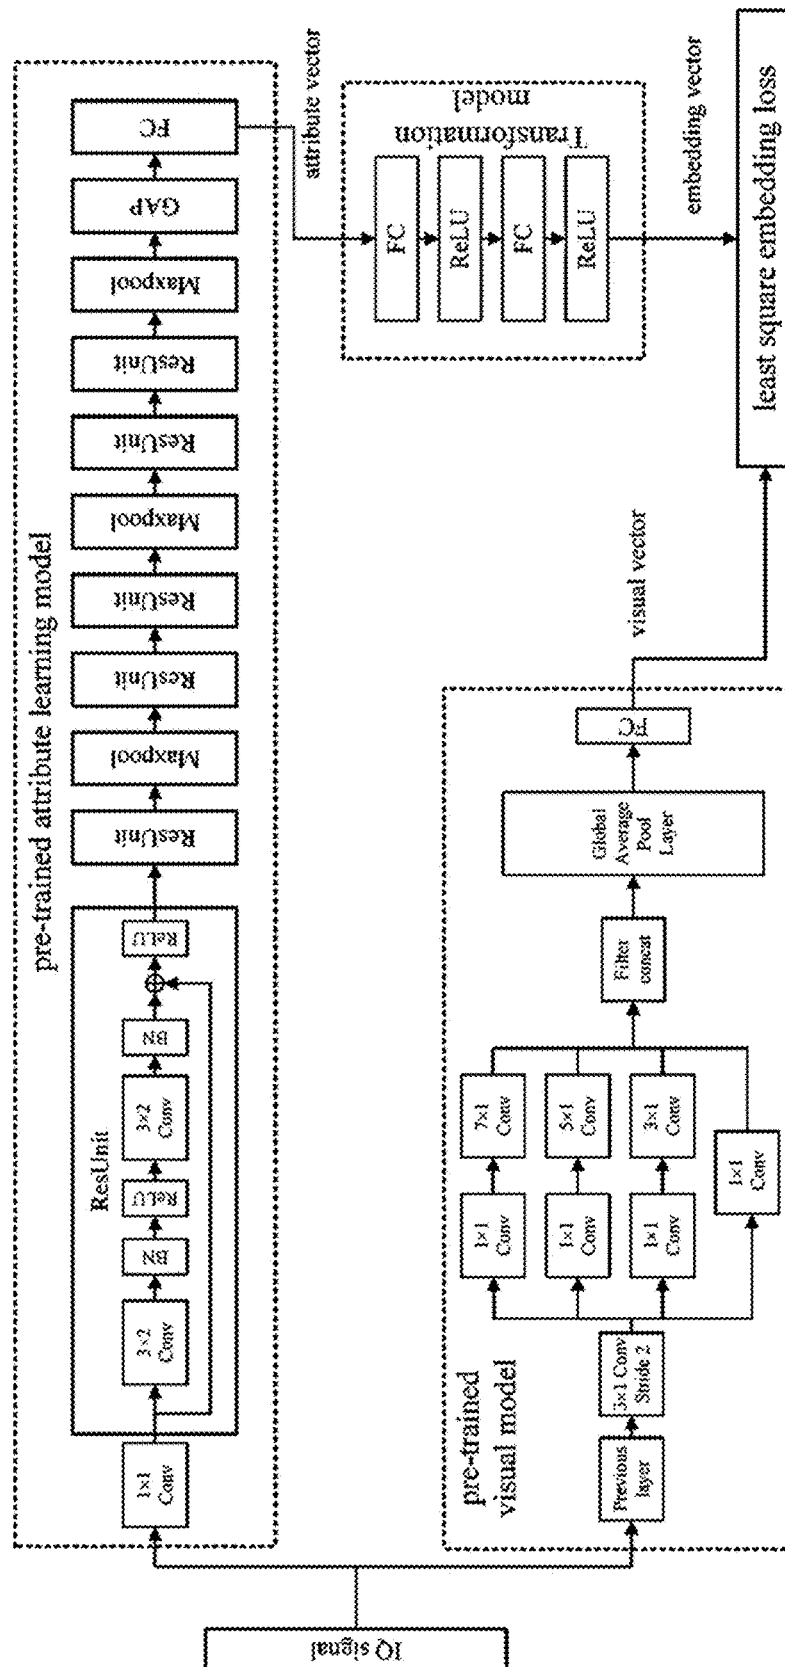 IQ signal
pre-trained attribute learning model
1×1
Conv
ResUnit
3×2
Conv
BN
ReLU
3×2
Conv
BN
ReLU
ResUnit
Maxpool
ResUnit
ResUnit
Maxpool
ResUnit
ResUnit
Maxpool
GAP
FC
attribute vector
Transformation
model
FC
ReLU
FC
ReLU
embedding vector
pre-trained
visual model
Previous
layer
3×1 Conv
Stride 2
1×1
Conv
7×1
Conv
1×1
Conv
5×1
Conv
1×1
Conv
3×1
Conv
1×1
Conv
Filter
concat
Global
Average
Pool
Layer
FC
visual vector
least square embedding loss